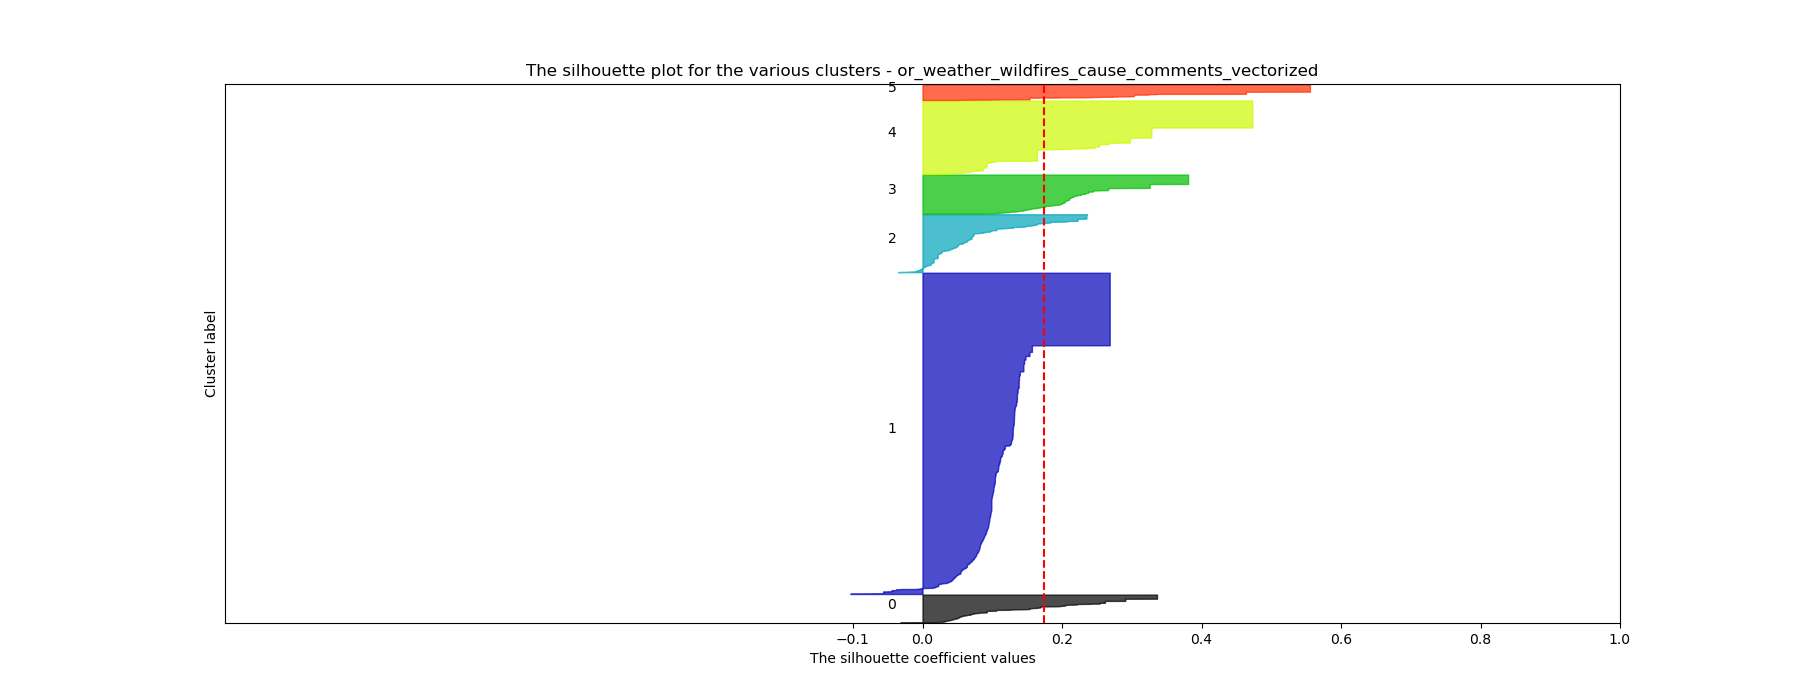 The silhouette plot for the various clusters - or_weather_wildfires_cause_comments_vectorized
5
4
3
2
1
0
Cluster label
−0.1 0.0 0.2 0.4 0.6 0.8 1.0
The silhouette coefficient values